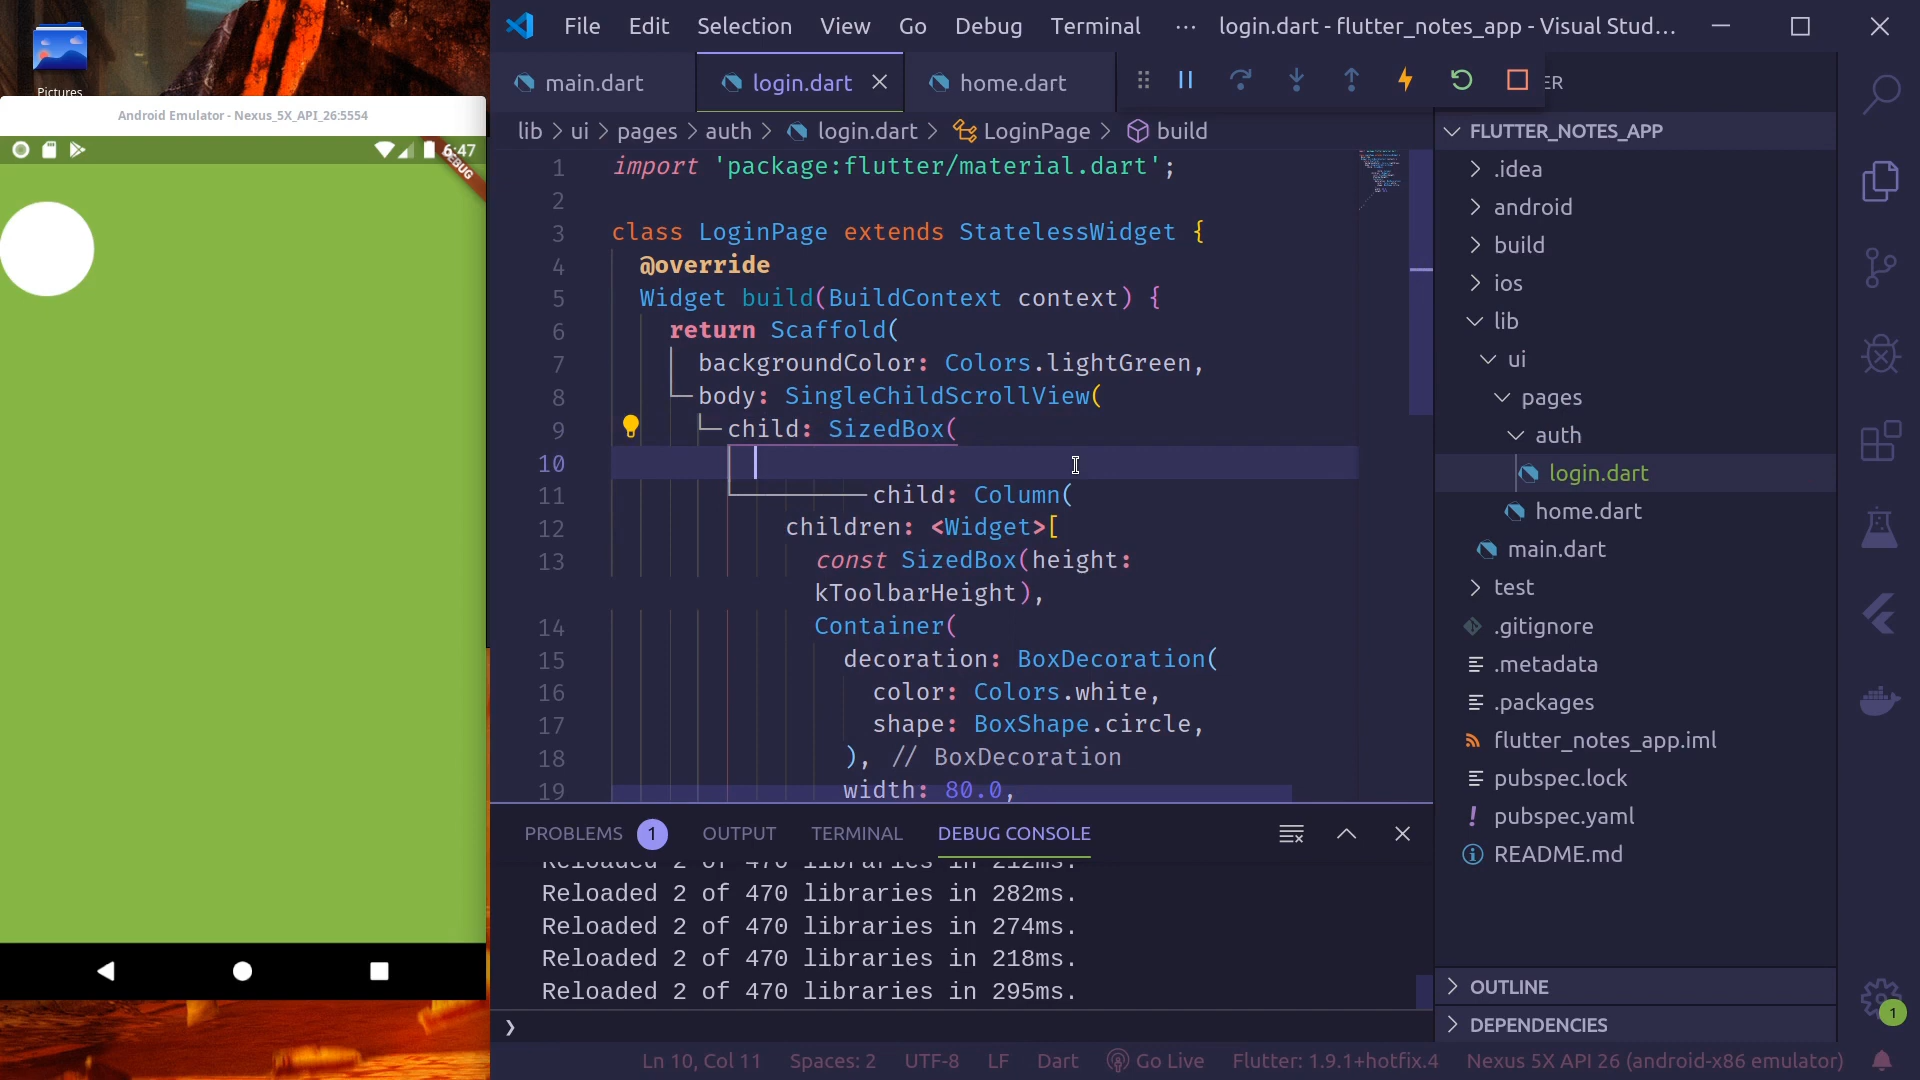 Pictures
Android Emulator - Nexus_5X_API_26:5554
6:47
DEBUG
File Edit Selection View Go Debug Terminal ··· login.dart - flutter_notes_app - Visual Stud...
main.dart login.dart home.dart
ER
lib > ui > pages > auth > login.dart > LoginPage > build
1 import 'package:flutter/material.dart';
2
3 class LoginPage extends StatelessWidget {
4 @override
5 Widget build(BuildContext context) {
6 return Scaffold(
7 backgroundColor: Colors.lightGreen,
8 body: SingleChildScrollView(
9 child: SizedBox(
10
11 child: Column(
12 children: <Widget>[
13 const SizedBox(height:
kToolbarHeight),
14 Container(
15 decoration: BoxDecoration(
16 color: Colors.white,
17 shape: BoxShape.circle,
18 ), // BoxDecoration
19 width: 80.0,
PROBLEMS 1 OUTPUT TERMINAL DEBUG CONSOLE
Reloaded 2 of 470 libraries in 212ms.
Reloaded 2 of 470 libraries in 282ms.
Reloaded 2 of 470 libraries in 274ms.
Reloaded 2 of 470 libraries in 218ms.
Reloaded 2 of 470 libraries in 295ms.
FLUTTER_NOTES_APP
.idea
android
build
ios
lib
ui
pages
auth
login.dart
home.dart
main.dart
test
.gitignore
.metadata
.packages
flutter_notes_app.iml
pubspec.lock
pubspec.yaml
README.md
OUTLINE
DEPENDENCIES
1
Ln 10, Col 11 Spaces: 2 UTF-8 LF Dart Go Live Flutter: 1.9.1+hotfix.4 Nexus 5X API 26 (android-x86 emulator)